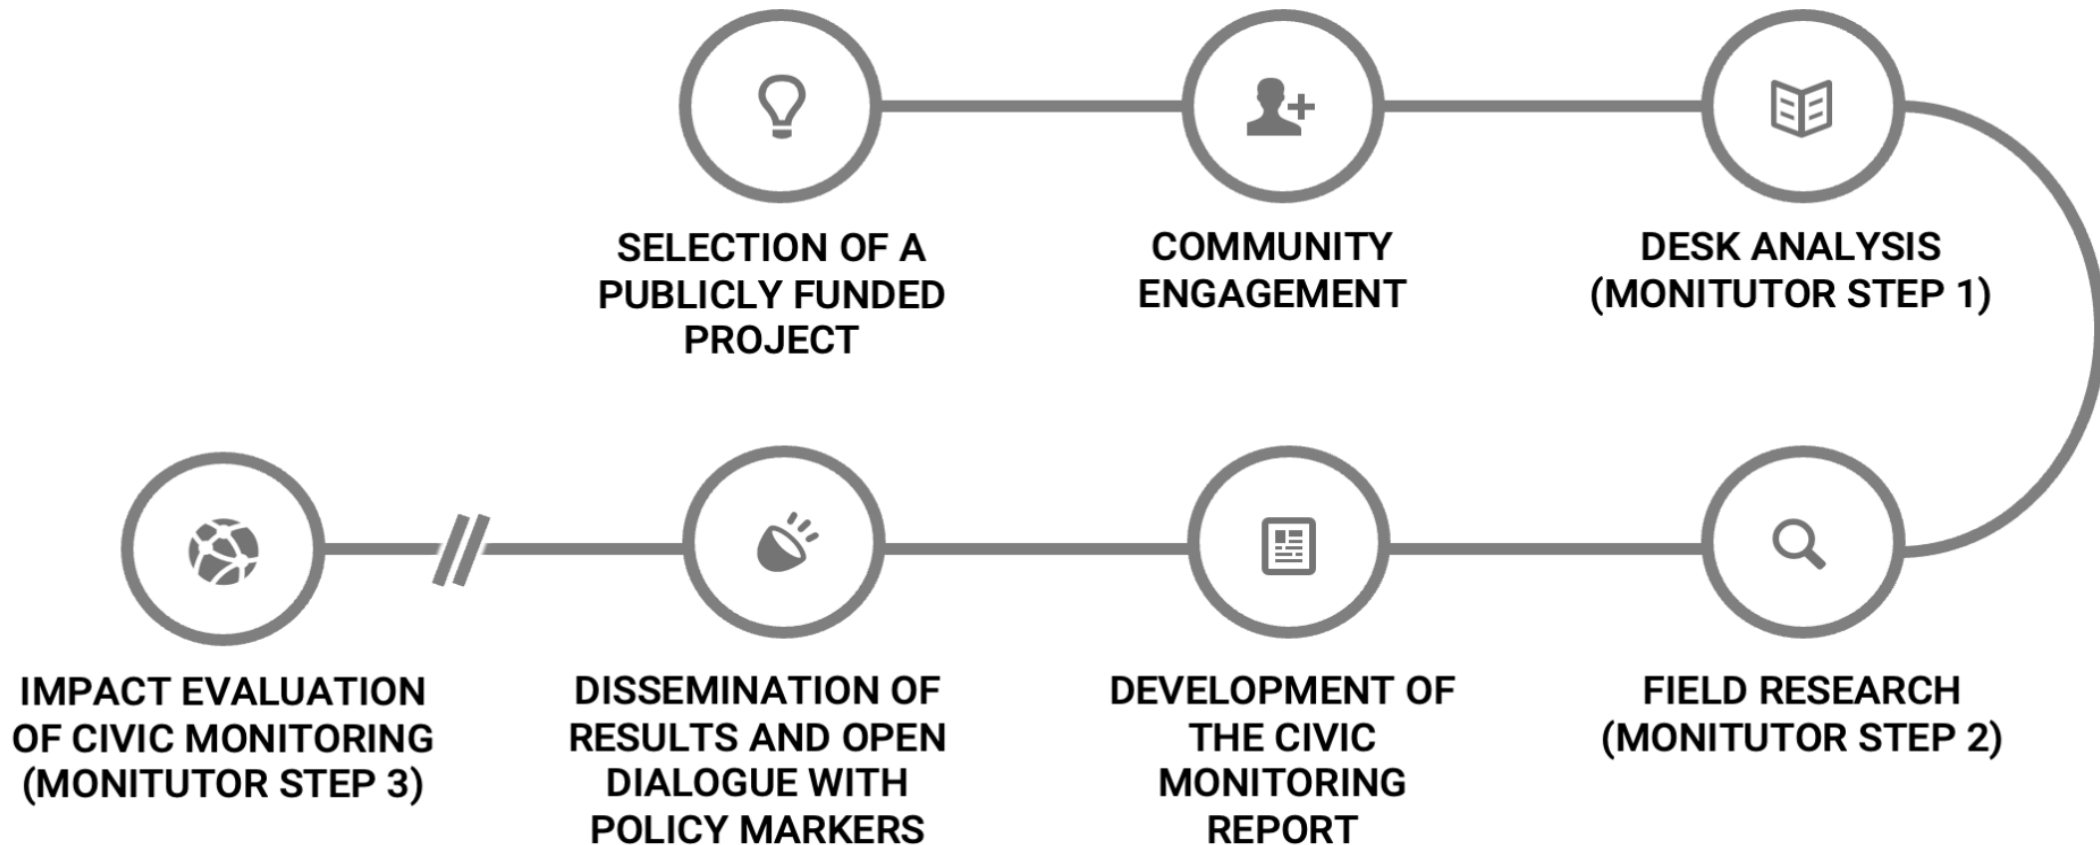 SELECTION OF A
PUBLICLY FUNDED
PROJECT
COMMUNITY
ENGAGEMENT
DESK ANALYSIS
(MONITUTOR STEP 1)
FIELD RESEARCH
(MONITUTOR STEP 2)
DEVELOPMENT OF
THE CIVIC
MONITORING
REPORT
DISSEMINATION OF
RESULTS AND OPEN
DIALOGUE WITH
POLICY MARKERS
IMPACT EVALUATION
OF CIVIC MONITORING
(MONITUTOR STEP 3)